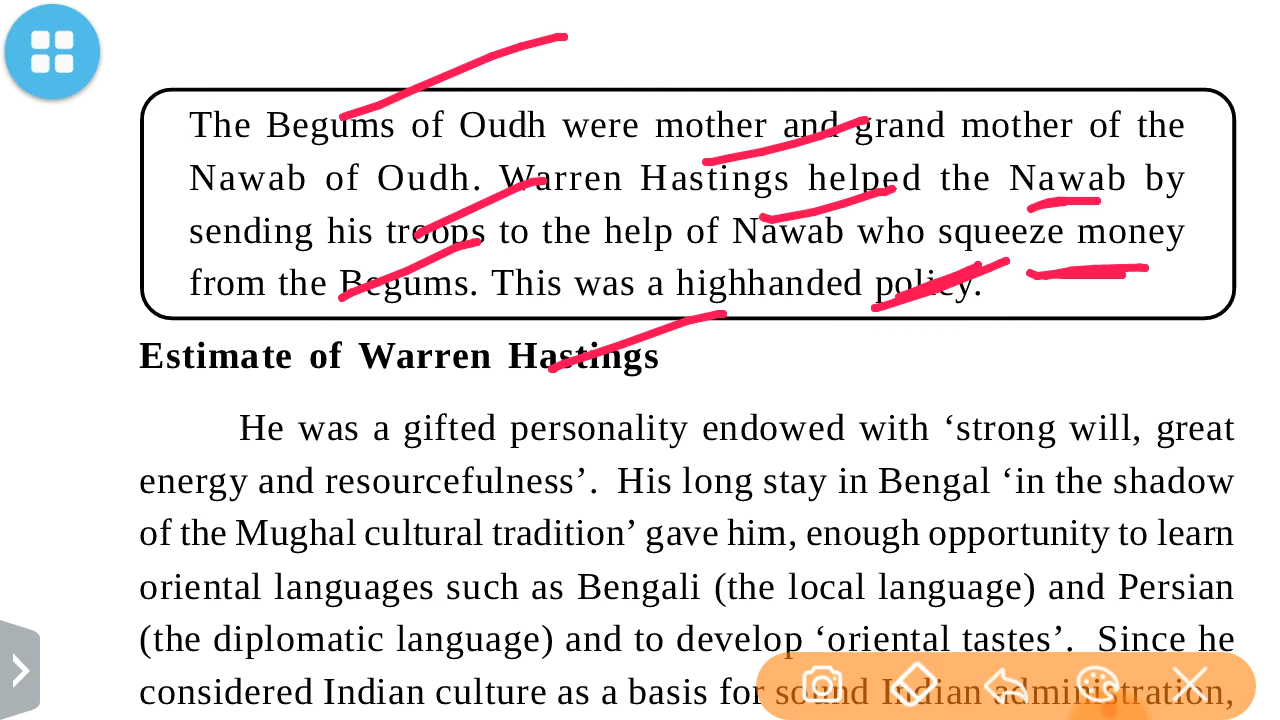 The Begums of Oudh were mother and grand mother of the
Nawab of Oudh. Warren Hastings helped the Nawab by
sending his troops to the help of Nawab who squeeze money
from the Begums. This was a highhanded policy.
Estimate of Warren Hastings
He was a gifted personality endowed with ‘strong will, great
energy and resourcefulness’. His long stay in Bengal ‘in the shadow
of the Mughal cultural tradition’ gave him, enough opportunity to learn
oriental languages such as Bengali (the local language) and Persian
(the diplomatic language) and to develop ‘oriental tastes’. Since he
considered Indian culture as a basis for sound Indian administration,